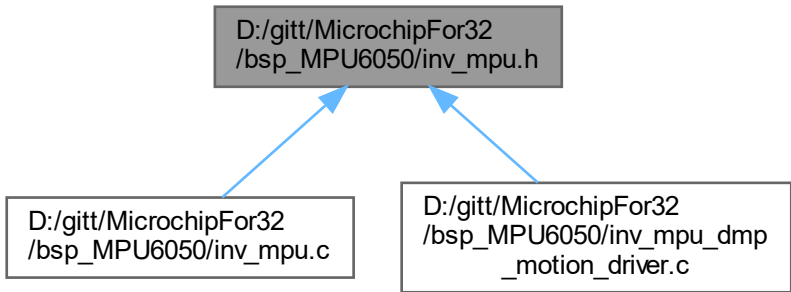 D:/gitt/MicrochipFor32
/bsp_MPU6050/inv_mpu.h
D:/gitt/MicrochipFor32
/bsp_MPU6050/inv_mpu.c
D:/gitt/MicrochipFor32
/bsp_MPU6050/inv_mpu_dmp
_motion_driver.c